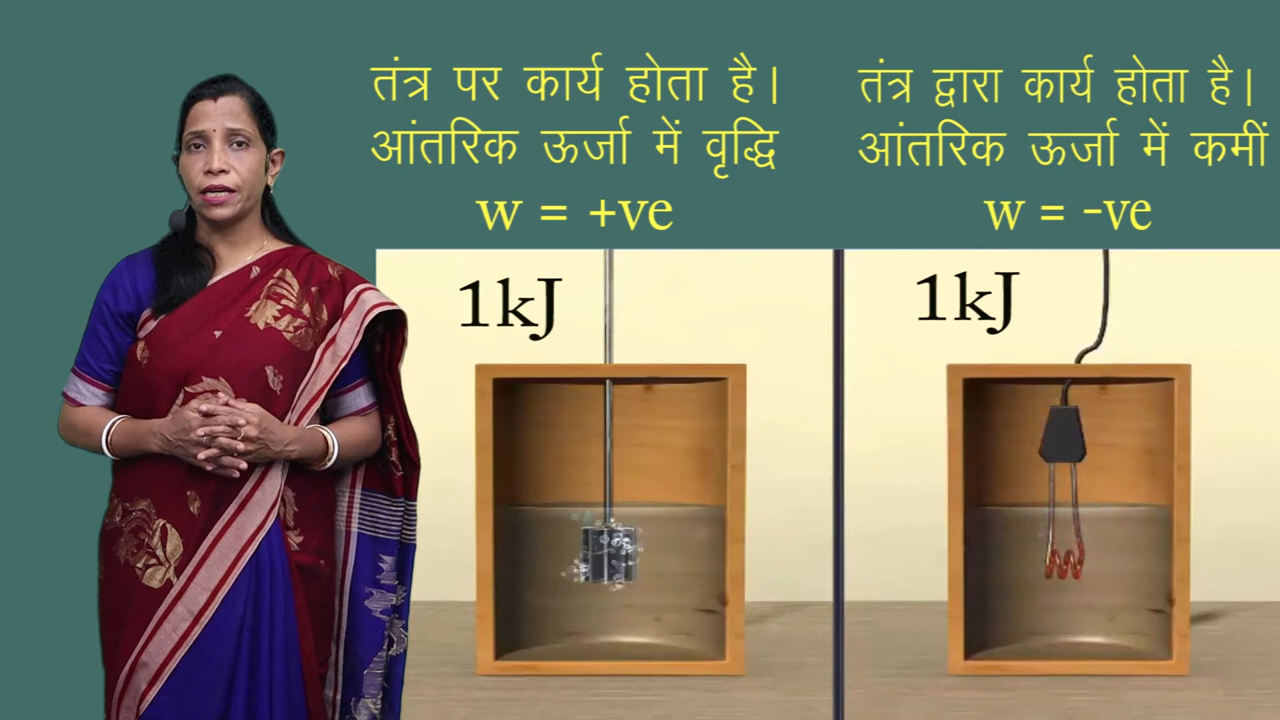 तंत्र पर कार्य होता है।
आंतरिक ऊर्जा में वृद्धि
w = +ve
1kJ
तंत्र द्वारा कार्य होता है।
आंतरिक ऊर्जा में कमीं
w = -ve
1kJ